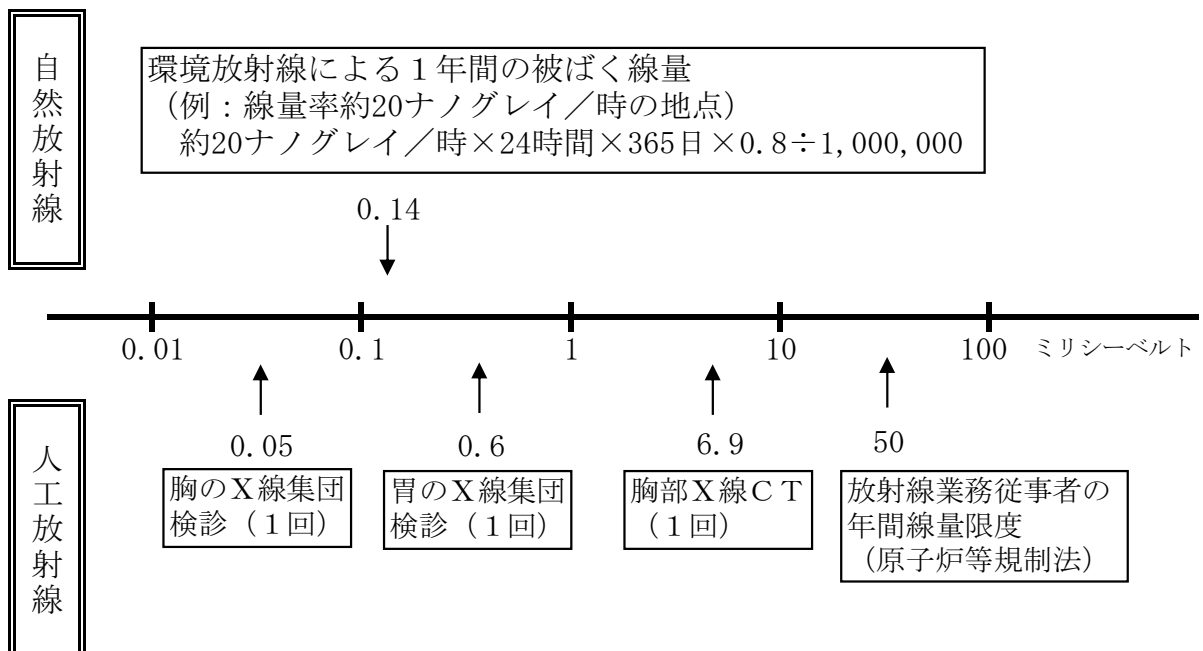 自然放射線
環境放射線による１年間の被ばく線量
（例：線量率約20ナノグレイ／時の地点）
約20ナノグレイ／時×24時間×365日×0.8÷1,000,000
0.14
0.01
0.1
1
10
100
ミリシーベルト
人工放射線
0.05
胸のＸ線集団
検診（１回）
0.6
胃のＸ線集団
検診（１回）
6.9
胸部Ｘ線ＣＴ
（１回）
50
放射線業務従事者の
年間線量限度
（原子炉等規制法）